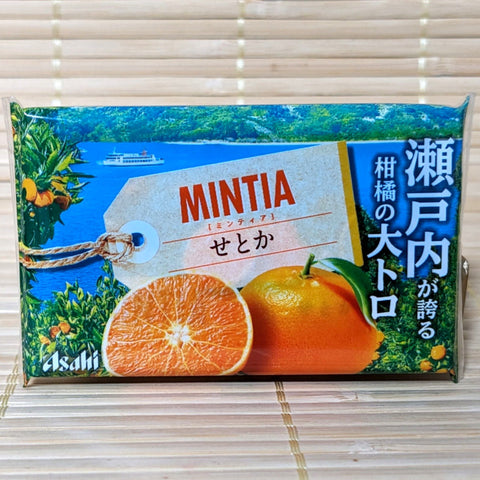 MINTIA
[ミンティア]
せとか
瀬戸内が誇る
柑橘の大トロ
Asahi